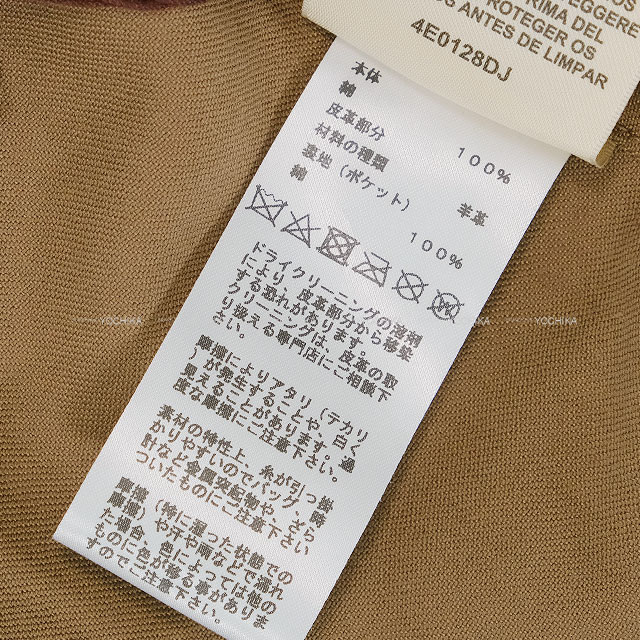 EGGERE
RIMA DEL
PROTEGER OS
OS ANTES DE LIMPAR
4E0128DJ
本体
綿 100%
皮革部分
材料の種類 羊革
裏地（ポケット）
綿 100%
ドライクリーニングの溶剤
により、皮革部分から移染
する恐れがあります。
クリーニングは、皮革の取
り扱える専門店にご相談下
さい。
摩擦によりアタリ（テカリ
）が発生することや、白く
見えることがあります。過
度な摩擦にご注意下さい。
素材の特性上、糸が引っ掛
かりやすいのでバッグ、時
計など金属装飾物や、ざら
ついたものにご注意下さい
摩擦（特に湿った状態での
摩擦）や汗や雨などで濡れ
た場合、色によっては他の
ものに色が移る事がありま
すのでご注意下さい。
YOCHIKA
YOCHIKA